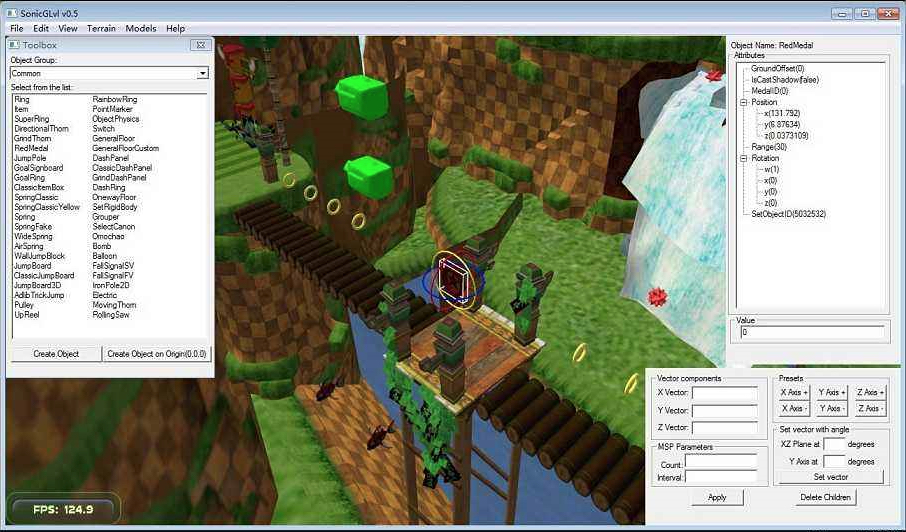 SonicGLvl v0.5
File Edit View Terrain Models Help
Toolbox
Object Group:
Common
Select from the list:
Ring RainbowRing
Item PointMarker
SuperRing ObjectPhysics
DirectionalThorn Switch
GrindThorn GeneralFloor
RedMedal GeneralFloorCustom
JumpPole DashPanel
GoalSignboard ClassicDashPanel
GoalRing GrindDashPanel
ClassicItemBox DashRing
SpringClassic OnewayFloor
SpringClassicYellow SetRigidBody
Spring Grouper
SpringFake SelectCanon
WideSpring Omochao
AirSpring Bomb
WallJumpBlock Balloon
JumpBoard FallSignalSV
ClassicJumpBoard FallSignalFV
JumpBoard3D IronPole2D
AdlibTrickJump Electric
Pulley MovingThorn
UpReel RollingSaw
Create Object Create Object on Origin(0.0.0)
FPS: 124.9
Object Name: RedMedal
Attributes
GroundOffset(0)
IsCastShadow(false)
MedalID(0)
Position
x(131.792)
y(6.87634)
z(0.0373109)
Range(30)
Rotation
w(1)
x(0)
y(0)
z(0)
SetObjectID(5032532)
Value
0
Vector components
X Vector:
Y Vector:
Z Vector:
MSP Parameters
Count:
Interval:
Apply
Presets
X Axis + Y Axis + Z Axis +
X Axis - Y Axis - Z Axis -
Set vector with angle
XZ Plane at degrees
Y Axis at degrees
Set vector
Delete Children